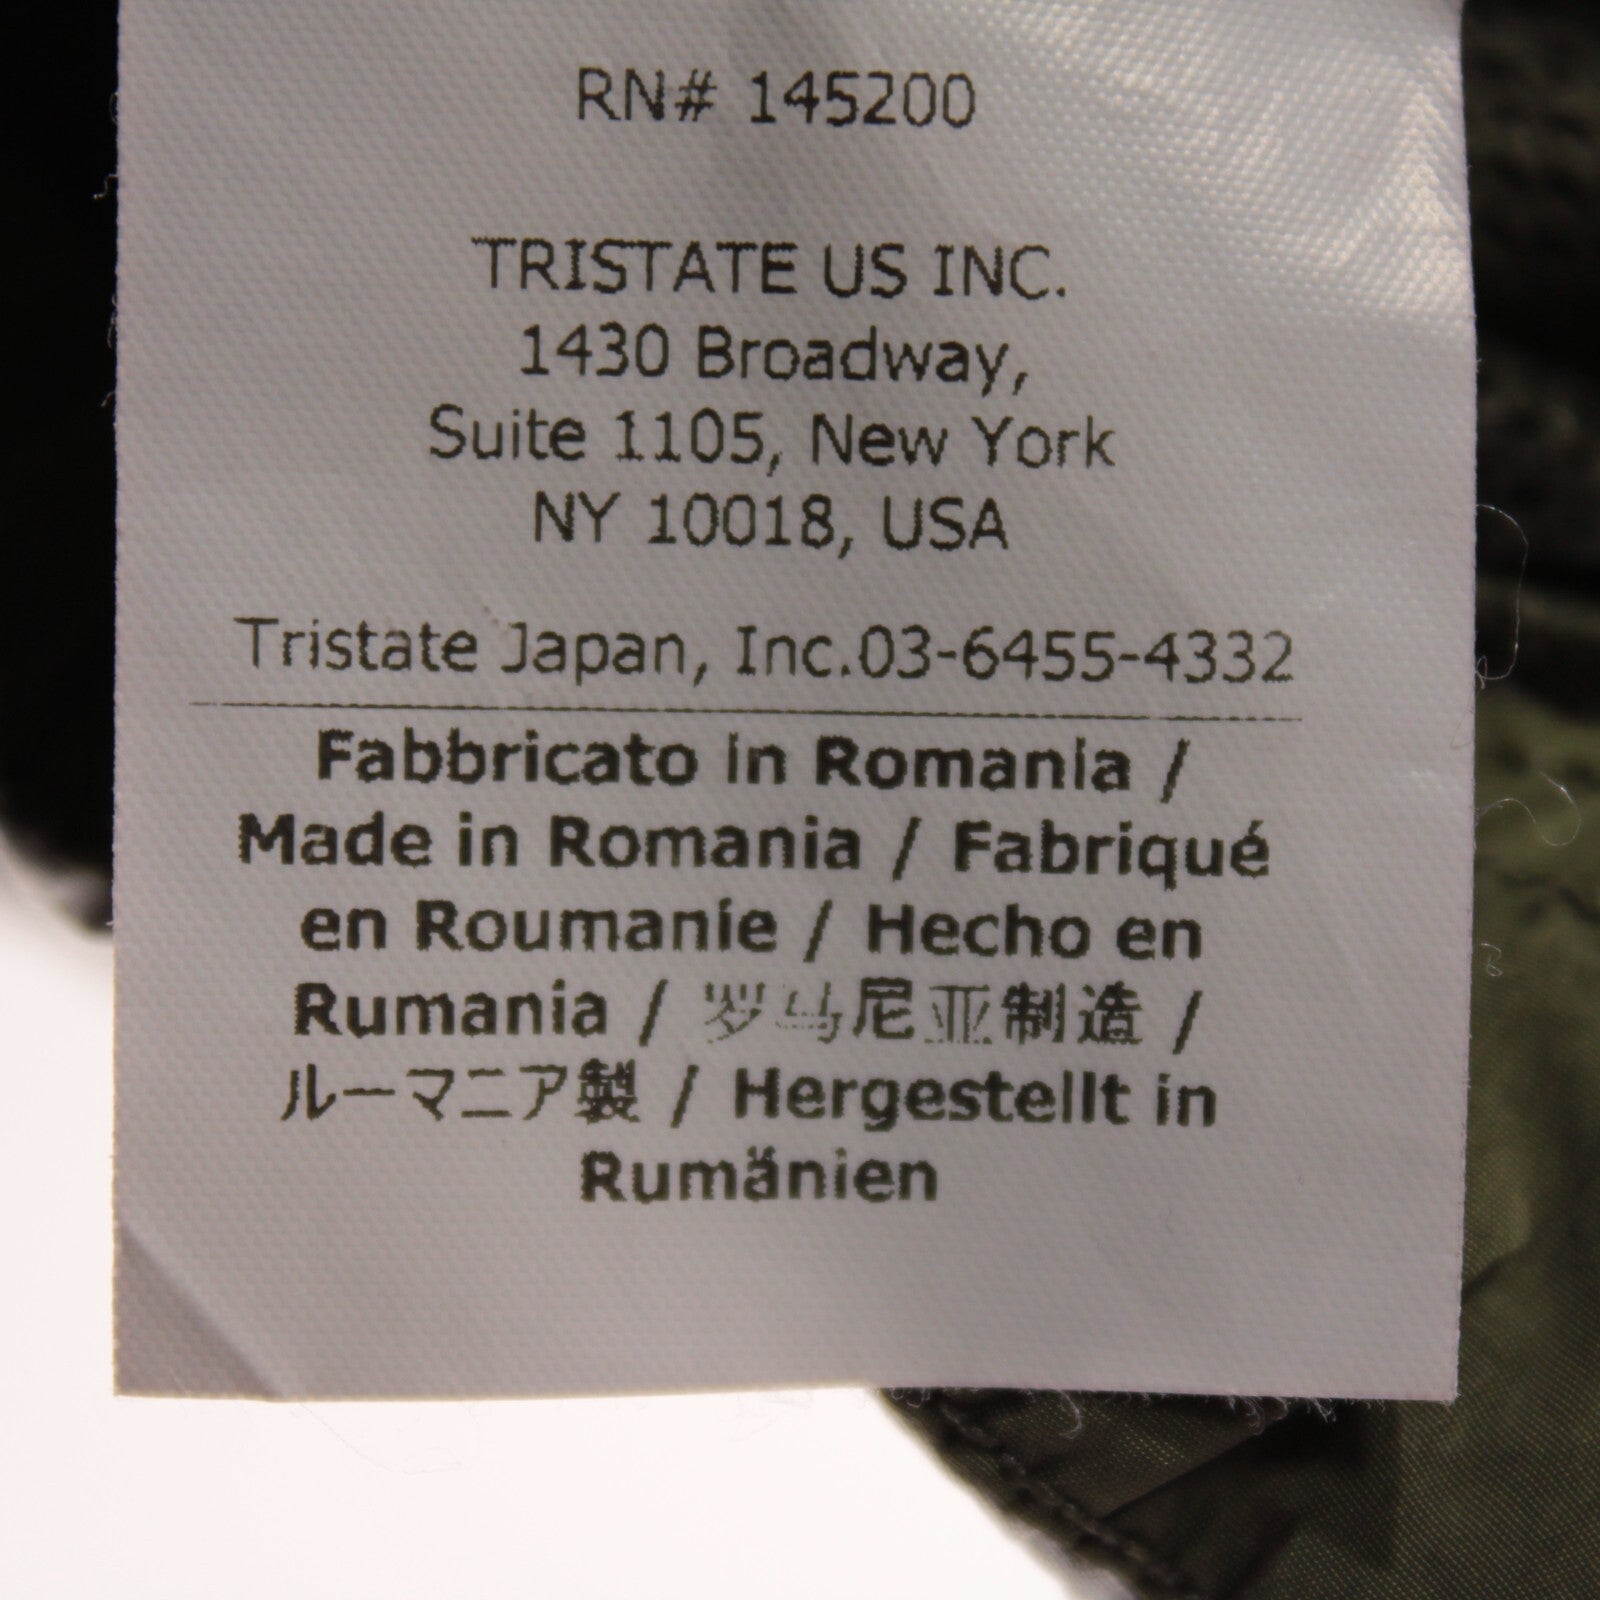 RN# 145200
TRISTATE US INC.
1430 Broadway,
Suite 1105, New York
NY 10018, USA
Tristate Japan, Inc.03-6455-4332
Fabbricato in Romania /
Made in Romania / Fabriqué
en Roumanie / Hecho en
Rumania / 罗马尼亚制造 /
ルーマニア製 / Hergestellt in
Rumänien